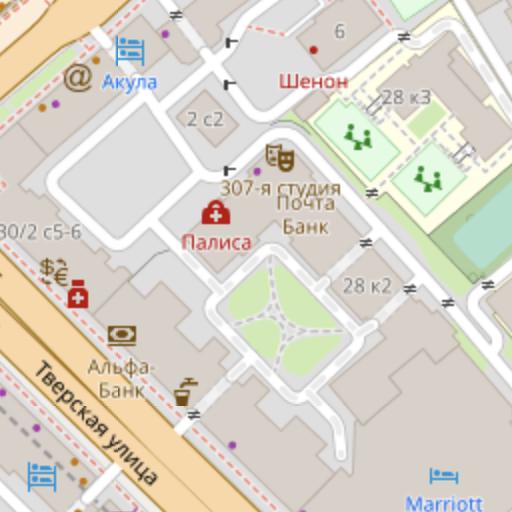 6
@
Акула
Шенон
28 к3
2 с2
307-я студия
Почта
Банк
30/2 с5-6
Палиса
28 к2
$¥
€
Альфа-
Банк
Тверская улица
Marriott